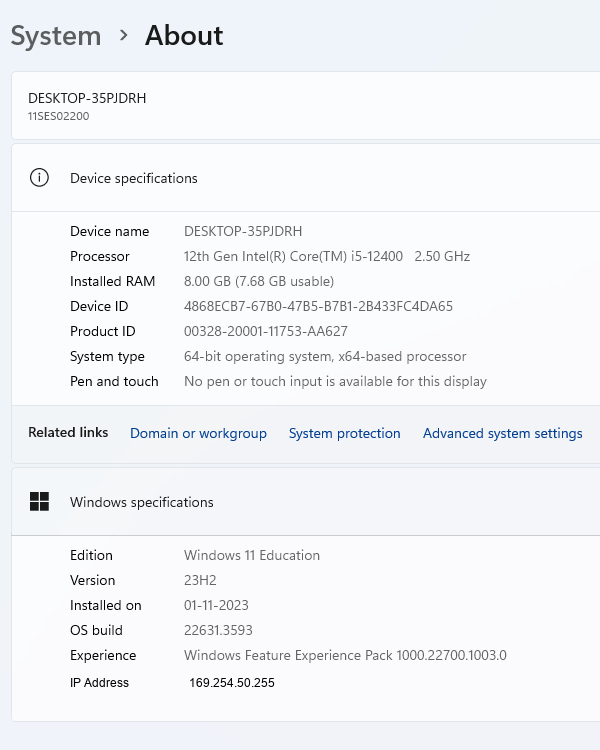 System > About
DESKTOP-35PJDRH
11SES02200
Device specifications
Device name DESKTOP-35PJDRH
Processor 12th Gen Intel(R) Core(TM) i5-12400 2.50 GHz
Installed RAM 8.00 GB (7.68 GB usable)
Device ID 4868ECB7-67B0-47B5-B7B1-2B433FC4DA65
Product ID 00328-20001-11753-AA627
System type 64-bit operating system, x64-based processor
Pen and touch No pen or touch input is available for this display
Related links Domain or workgroup System protection Advanced system settings
Windows specifications
Edition Windows 11 Education
Version 23H2
Installed on 01-11-2023
OS build 22631.3593
Experience Windows Feature Experience Pack 1000.22700.1003.0
IP Address 169.254.50.255